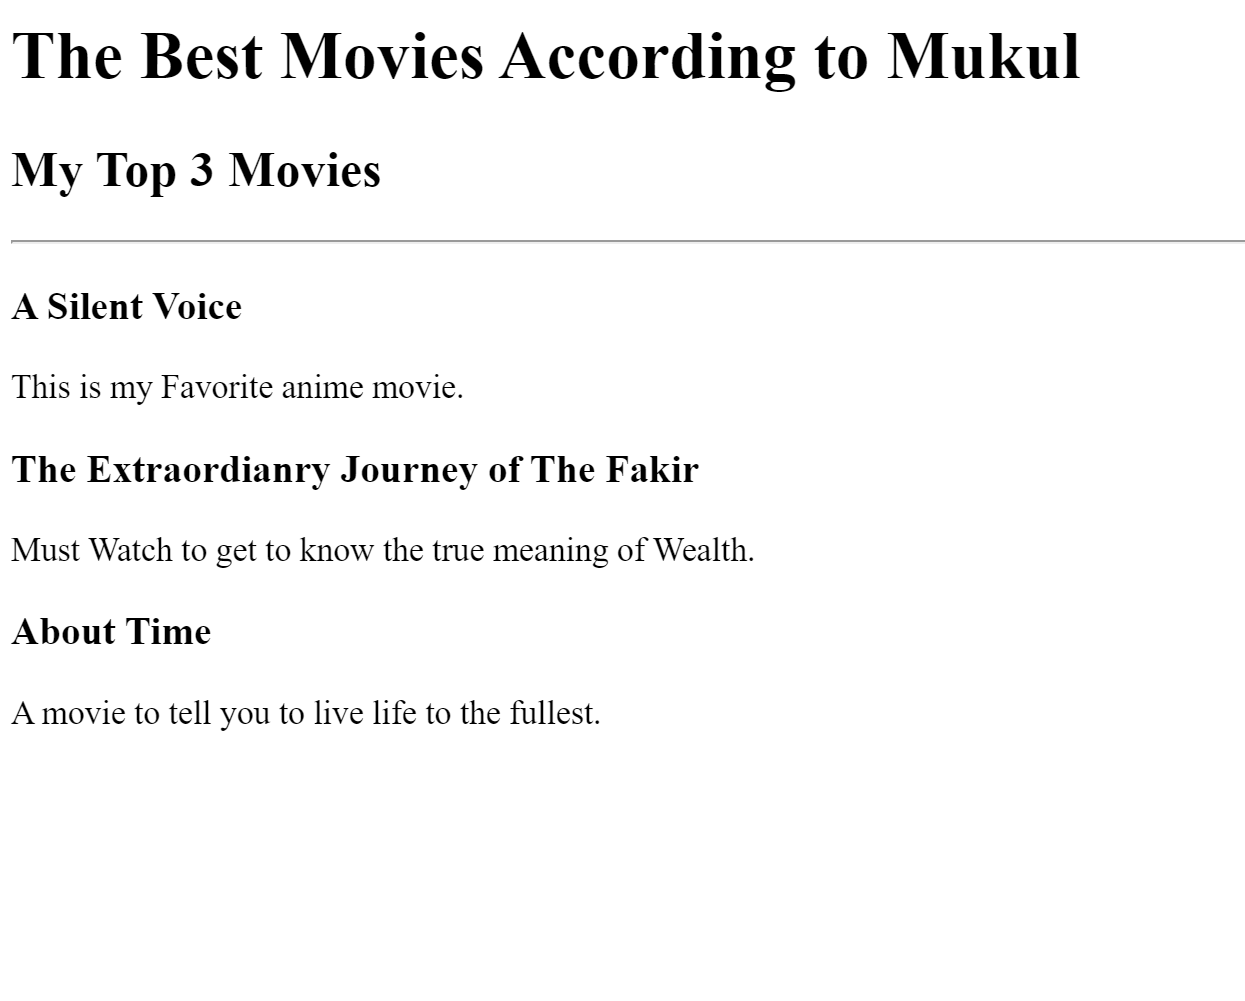 The Best Movies According to Mukul
My Top 3 Movies
A Silent Voice
This is my Favorite anime movie.
The Extraordianry Journey of The Fakir
Must Watch to get to know the true meaning of Wealth.
About Time
A movie to tell you to live life to the fullest.